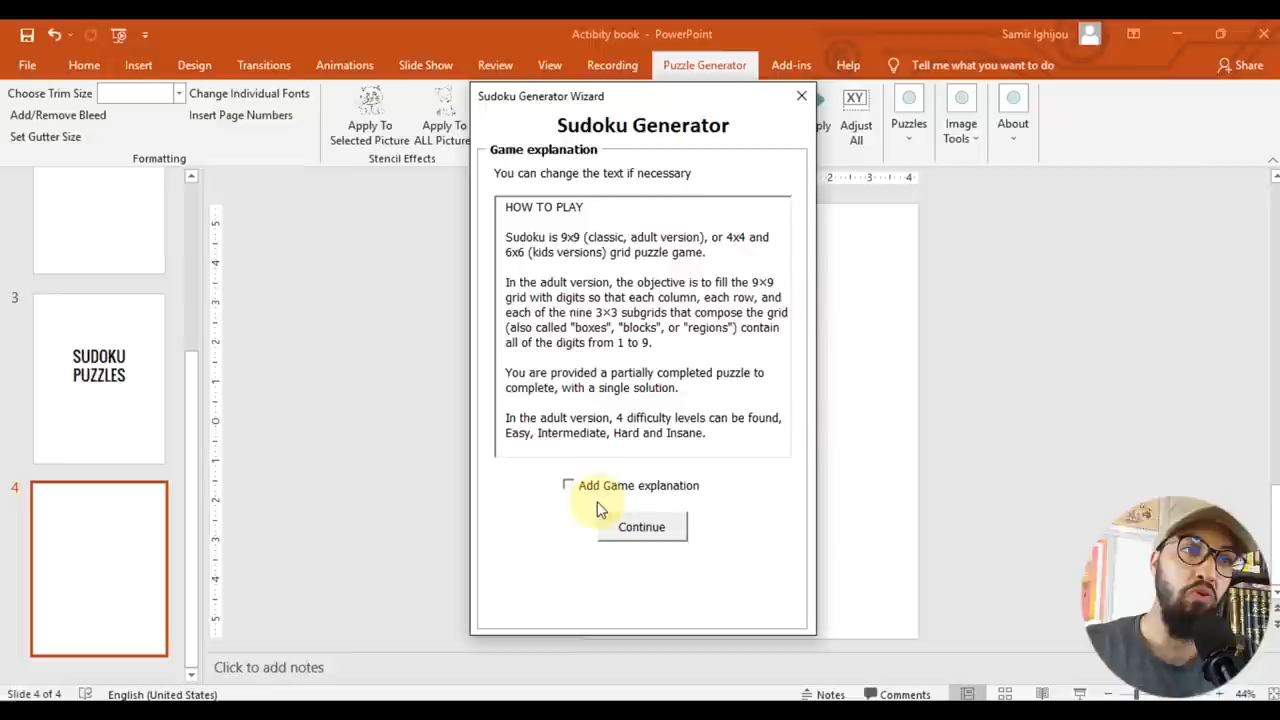 Actibity book - PowerPoint
Samir Ighijou
File Home Insert Design Transitions Animations Slide Show Review View Recording Puzzle Generator Add-ins Help Tell me what you want to do Share
Choose Trim Size
Change Individual Fonts
Add/Remove Bleed
Insert Page Numbers
Set Gutter Size
Formatting
Apply To
Selected Picture
Apply To
ALL Picture
Stencil Effects
Adjust
All
Puzzles
Image
Tools
About
Sudoku Generator Wizard
Sudoku Generator
Game explanation
You can change the text if necessary
HOW TO PLAY
Sudoku is 9x9 (classic, adult version), or 4x4 and
6x6 (kids versions) grid puzzle game.
In the adult version, the objective is to fill the 9×9
grid with digits so that each column, each row, and
each of the nine 3×3 subgrids that compose the grid
(also called "boxes", "blocks", or "regions") contain
all of the digits from 1 to 9.
You are provided a partially completed puzzle to
complete, with a single solution.
In the adult version, 4 difficulty levels can be found,
Easy, Intermediate, Hard and Insane.
Add Game explanation
Continue
3
SUDOKU
PUZZLES
4
Click to add notes
Slide 4 of 4
English (United States)
Notes
Comments
44%